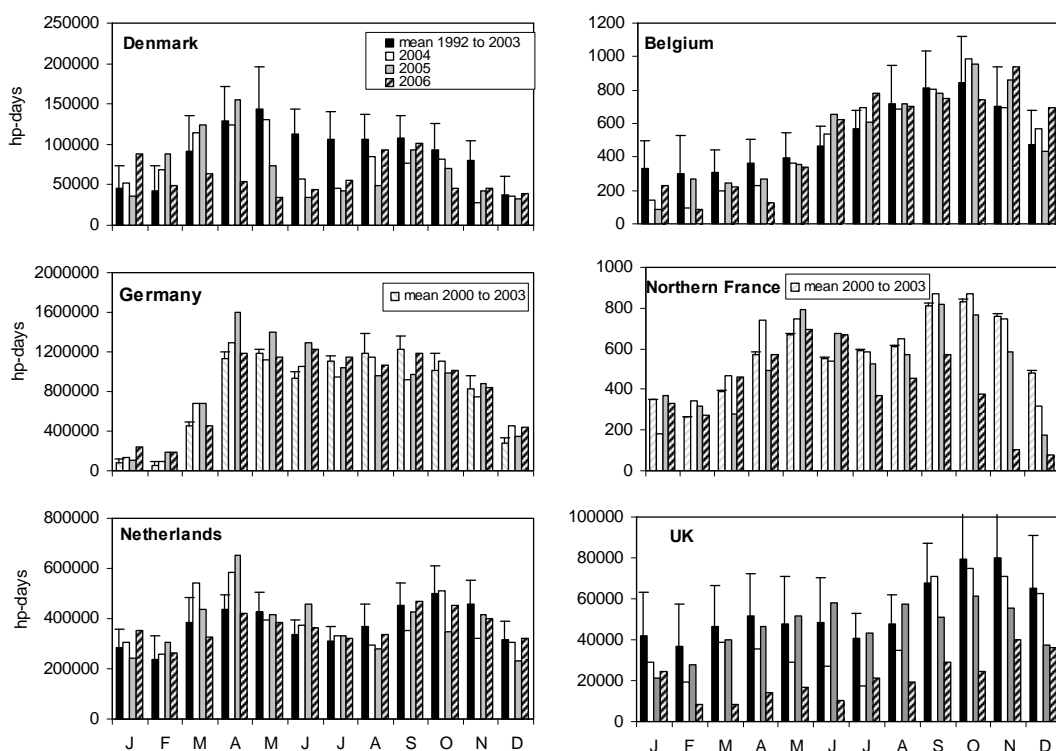 Denmark
mean 1992 to 2003
2004
2005
2006
hp-days
250000
200000
150000
100000
50000
0
Belgium
1200
1000
800
600
400
200
0
Germany
mean 2000 to 2003
hp-days
2000000
1600000
1200000
800000
400000
0
Northern France
mean 2000 to 2003
1000
800
600
400
200
0
Netherlands
hp-days
800000
600000
400000
200000
0
J F M A M J J A S O N D
UK
100000
80000
60000
40000
20000
0
J F M A M J J A S O N D